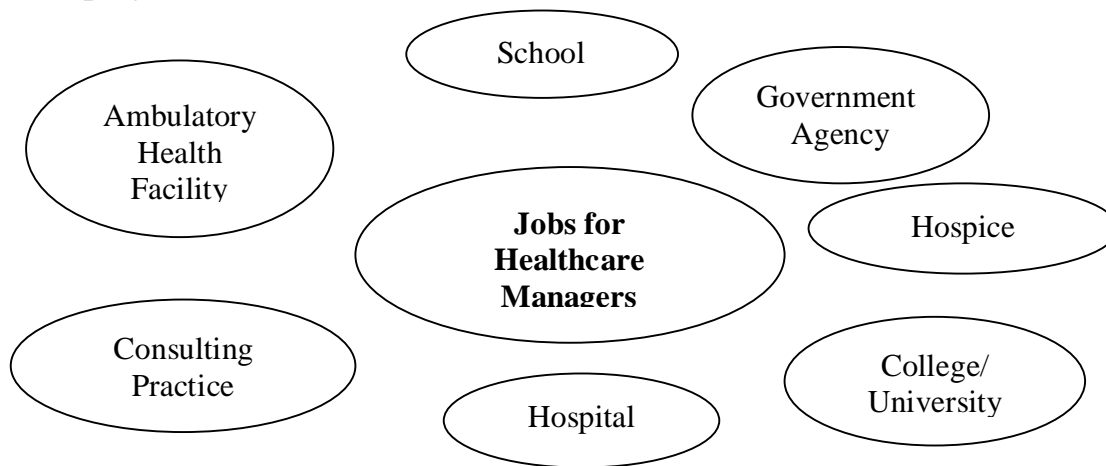 School
Government
Agency
Ambulatory
Health
Facility
Jobs for
Healthcare
Managers
Hospice
Consulting
Practice
College/
University
Hospital